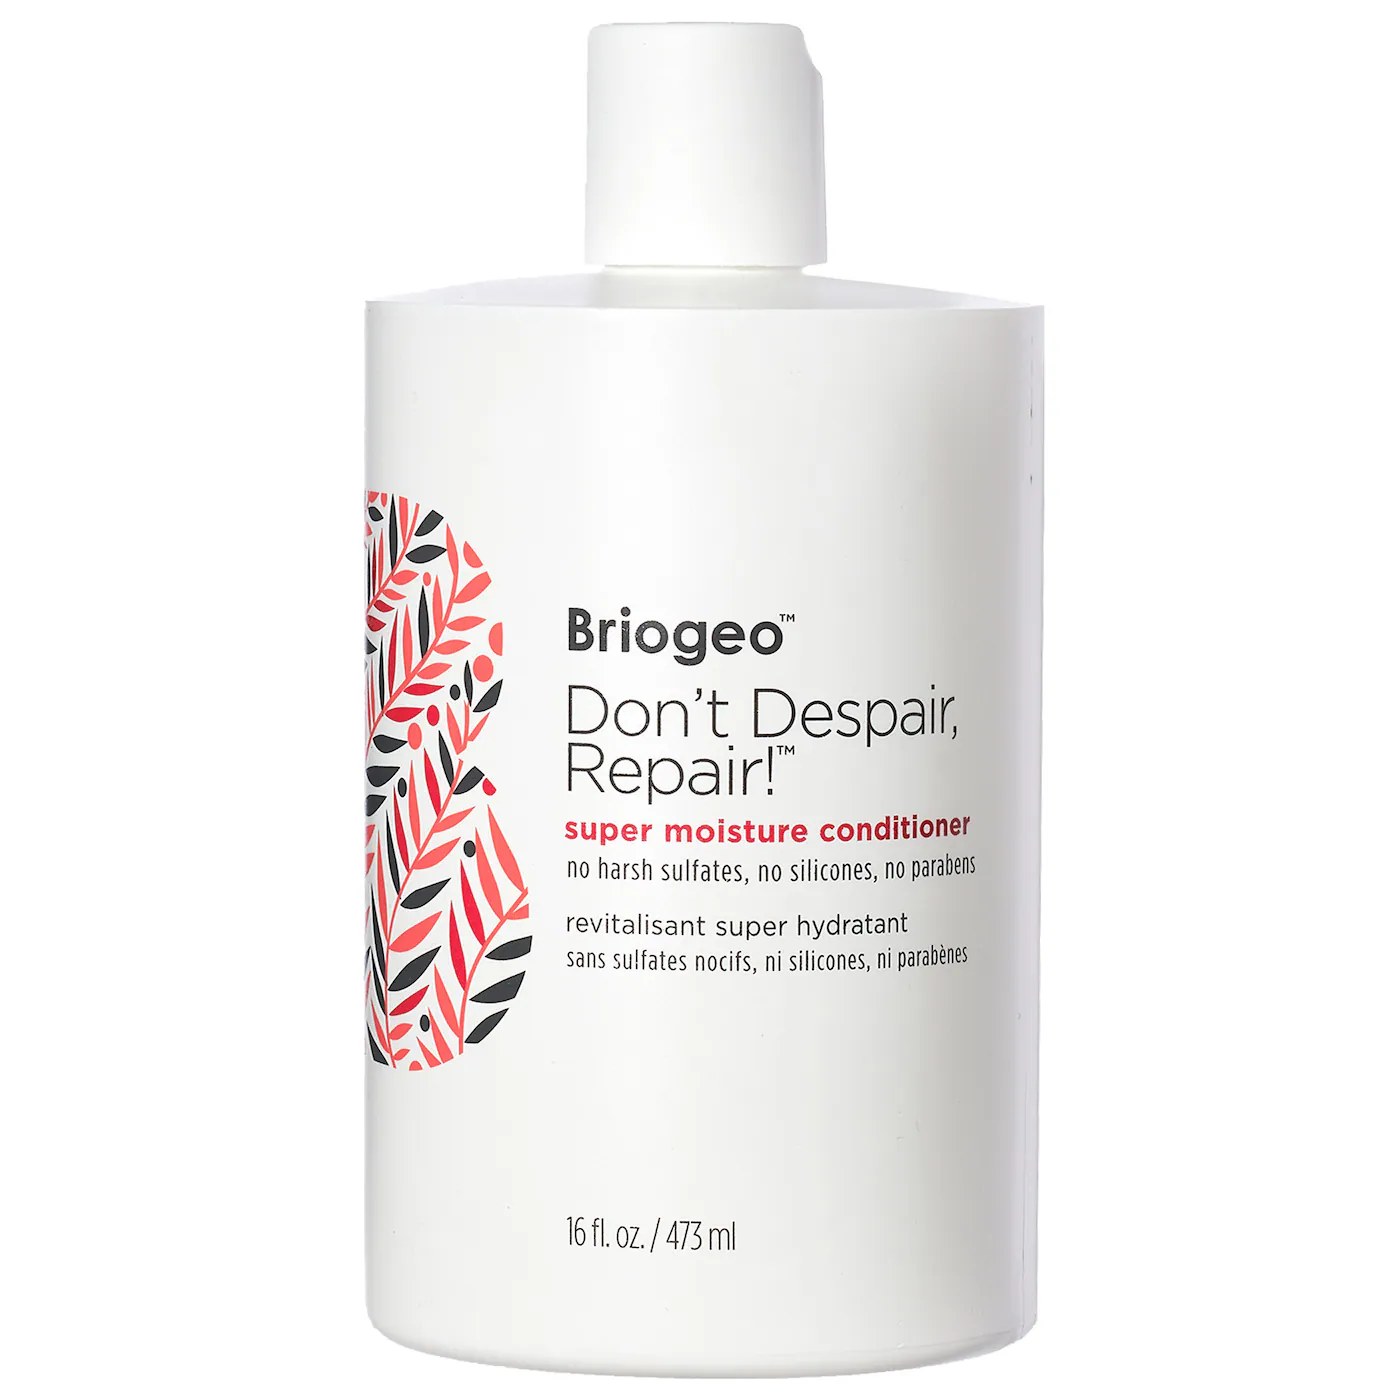 Briogeo™
Don't Despair,
Repair!™
super moisture conditioner
no harsh sulfates, no silicones, no parabens
revitalisant super hydratant
sans sulfates nocifs, ni silicones, ni parabènes
16 fl. oz. / 473 ml